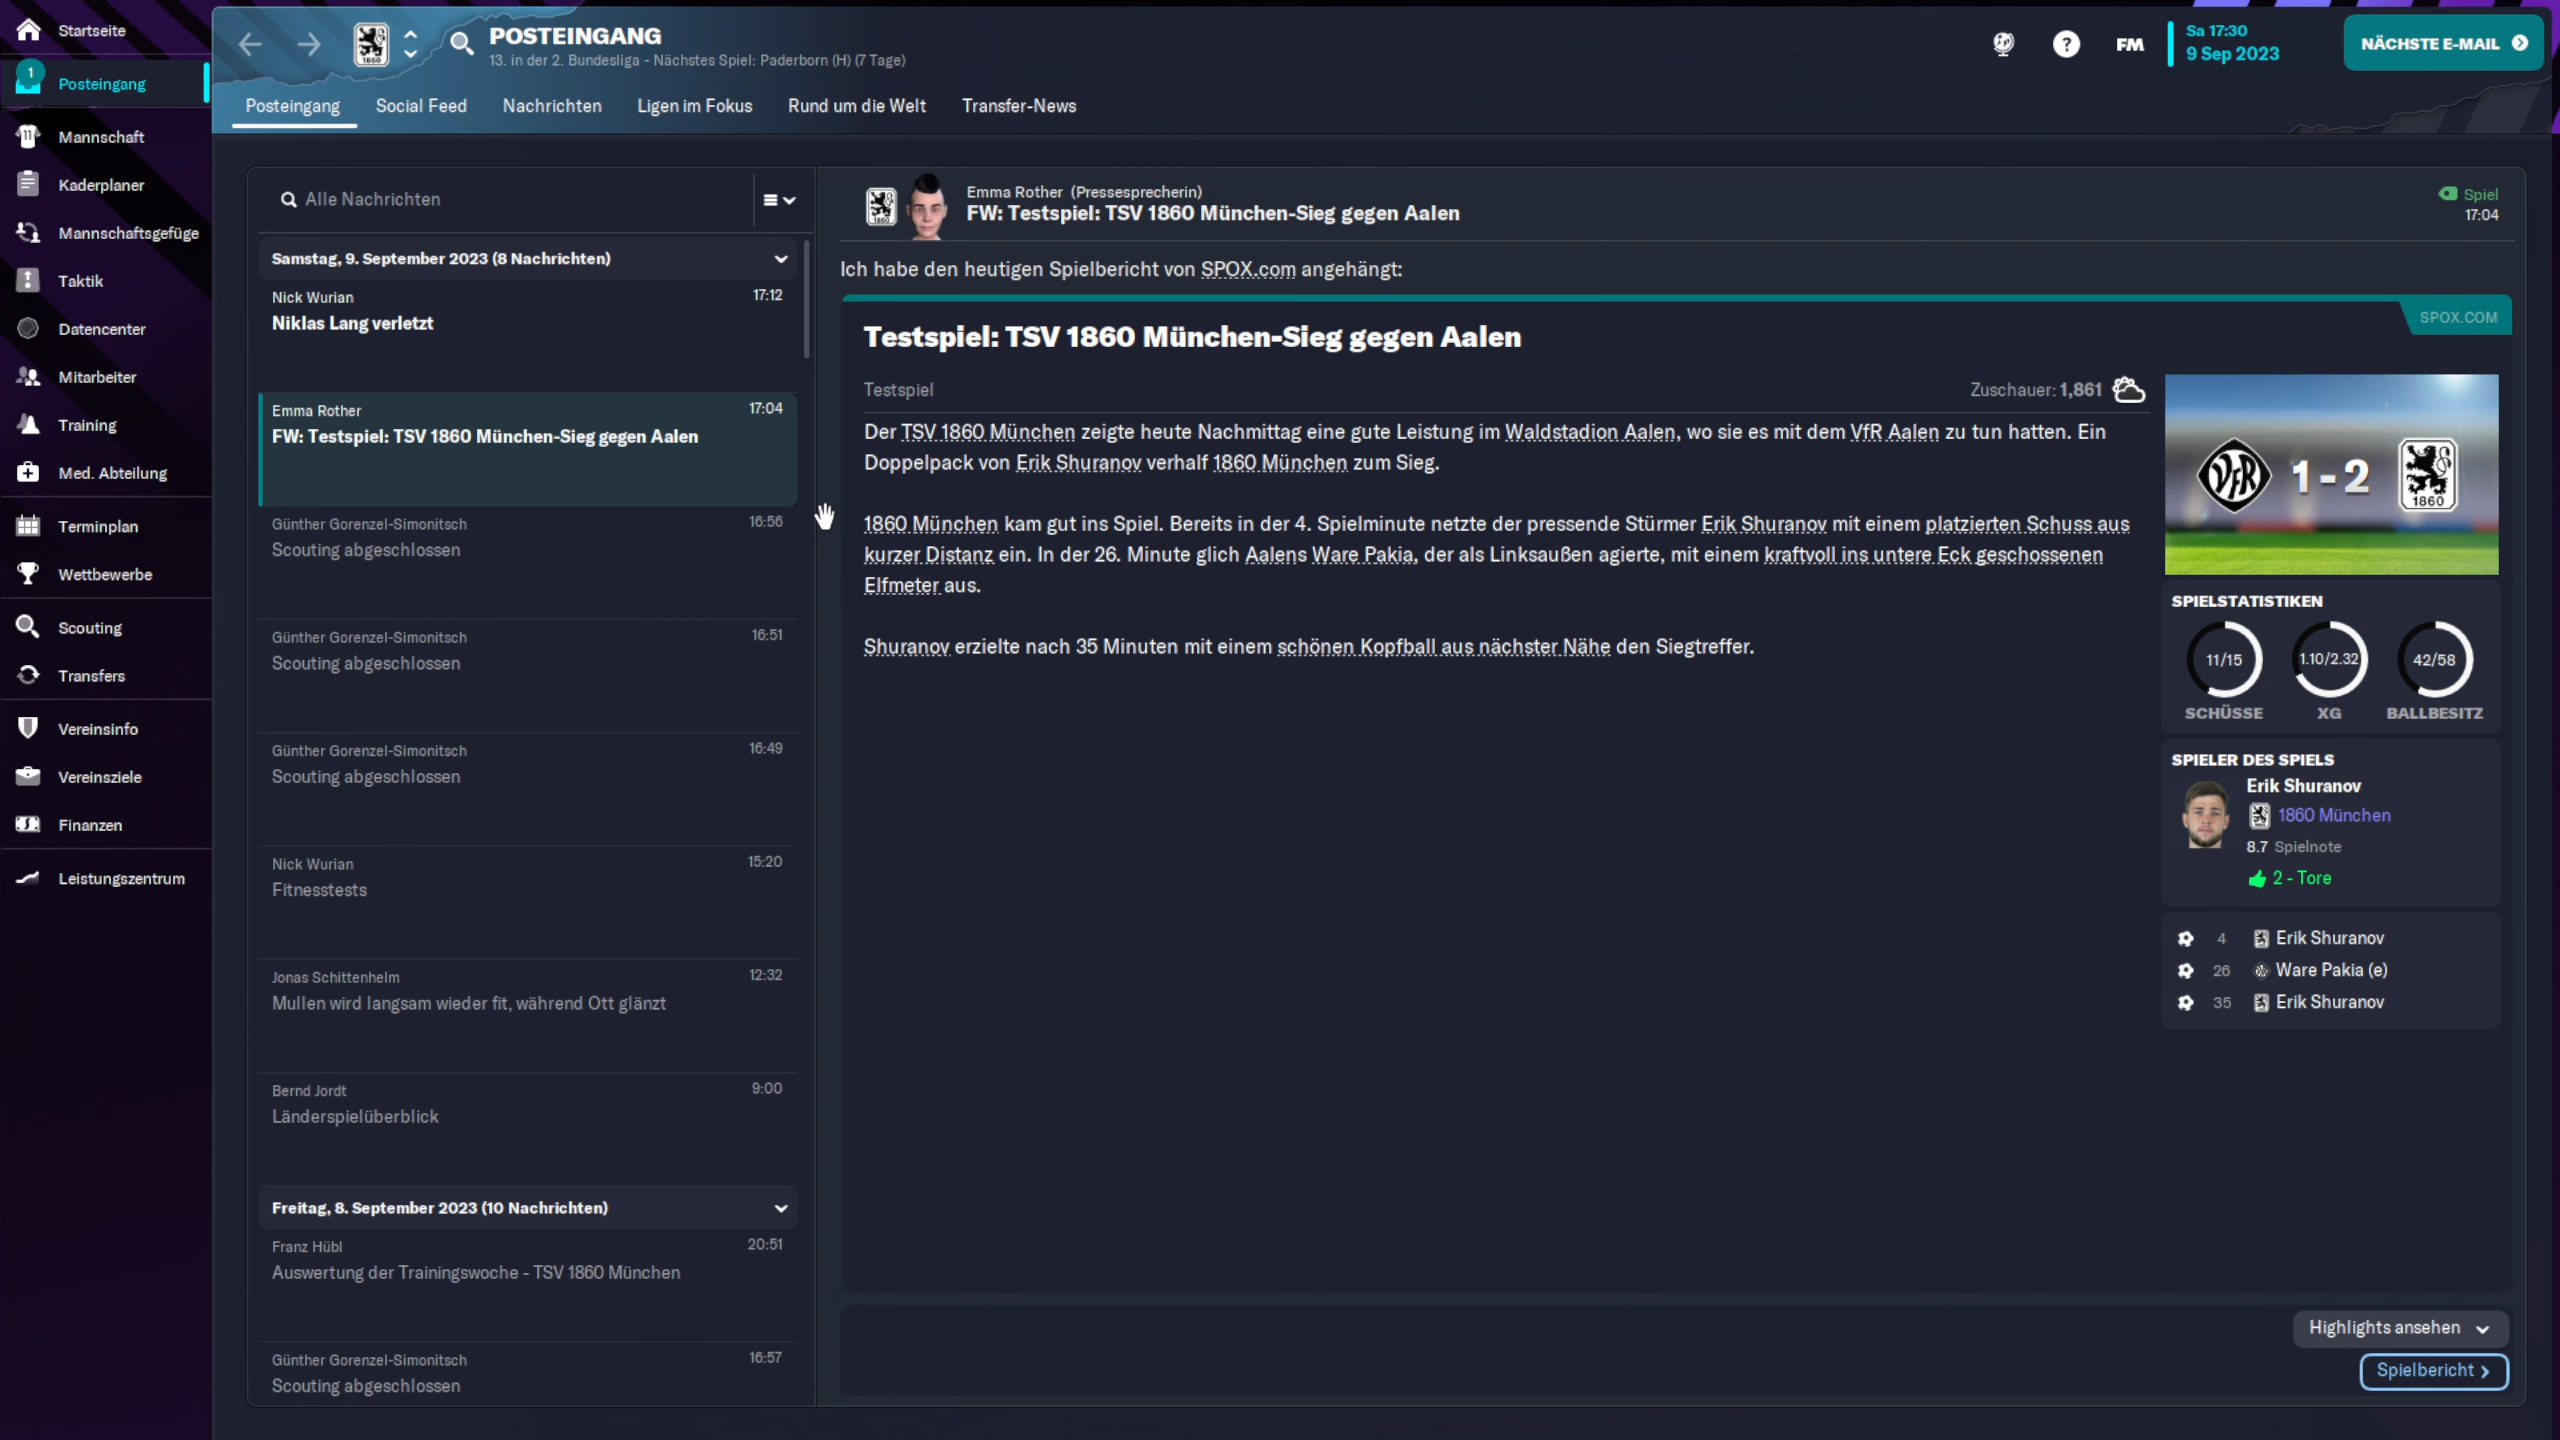 Startseite
1
Posteingang
Mannschaft
Kaderplaner
Mannschaftsgefüge
Taktik
Datencenter
Mitarbeiter
Training
Med. Abteilung
Terminplan
Wettbewerbe
Scouting
Transfers
Vereinsinfo
Vereinsziele
Finanzen
Leistungszentrum
1860
POSTEINGANG
13. in der 2. Bundesliga - Nächstes Spiel: Paderborn (H) (7 Tage)
?
FM
Sa 17:30
9 Sep 2023
NÄCHSTE E-MAIL
Posteingang Social Feed Nachrichten Ligen im Fokus Rund um die Welt Transfer-News
Alle Nachrichten
Samstag, 9. September 2023 (8 Nachrichten)
Nick Wurian 17:12
Niklas Lang verletzt
Emma Rother 17:04
FW: Testspiel: TSV 1860 München-Sieg gegen Aalen
Günther Gorenzel-Simonitsch 16:56
Scouting abgeschlossen
Günther Gorenzel-Simonitsch 16:51
Scouting abgeschlossen
Günther Gorenzel-Simonitsch 16:49
Scouting abgeschlossen
Nick Wurian 15:20
Fitnesstests
Jonas Schittenhelm 12:32
Mullen wird langsam wieder fit, während Ott glänzt
Bernd Jordt 9:00
Länderspielüberblick
Freitag, 8. September 2023 (10 Nachrichten)
Franz Hübl 20:51
Auswertung der Trainingswoche - TSV 1860 München
Günther Gorenzel-Simonitsch 16:57
Scouting abgeschlossen
Emma Rother (Pressesprecherin)
FW: Testspiel: TSV 1860 München-Sieg gegen Aalen
Spiel
17:04
Ich habe den heutigen Spielbericht von SPOX.com angehängt:
SPOX.COM
Testspiel: TSV 1860 München-Sieg gegen Aalen
Testspiel Zuschauer: 1,861
Der TSV 1860 München zeigte heute Nachmittag eine gute Leistung im Waldstadion Aalen, wo sie es mit dem VfR Aalen zu tun hatten. Ein
Doppelpack von Erik Shuranov verhalf 1860 München zum Sieg.
1860 München kam gut ins Spiel. Bereits in der 4. Spielminute netzte der pressende Stürmer Erik Shuranov mit einem platzierten Schuss aus
kurzer Distanz ein. In der 26. Minute glich Aalens Ware Pakia, der als Linksaußen agierte, mit einem kraftvoll ins untere Eck geschossenen
Elfmeter aus.
Shuranov erzielte nach 35 Minuten mit einem schönen Kopfball aus nächster Nähe den Siegtreffer.
VfR 1 - 2 1860
SPIELSTATISTIKEN
11/15 1.10/2.32 42/58
SCHÜSSE XG BALLBESITZ
SPIELER DES SPIELS
Erik Shuranov
1860 München
8.7 Spielnote
2 - Tore
4 Erik Shuranov
26 Ware Pakia (e)
35 Erik Shuranov
Highlights ansehen
Spielbericht